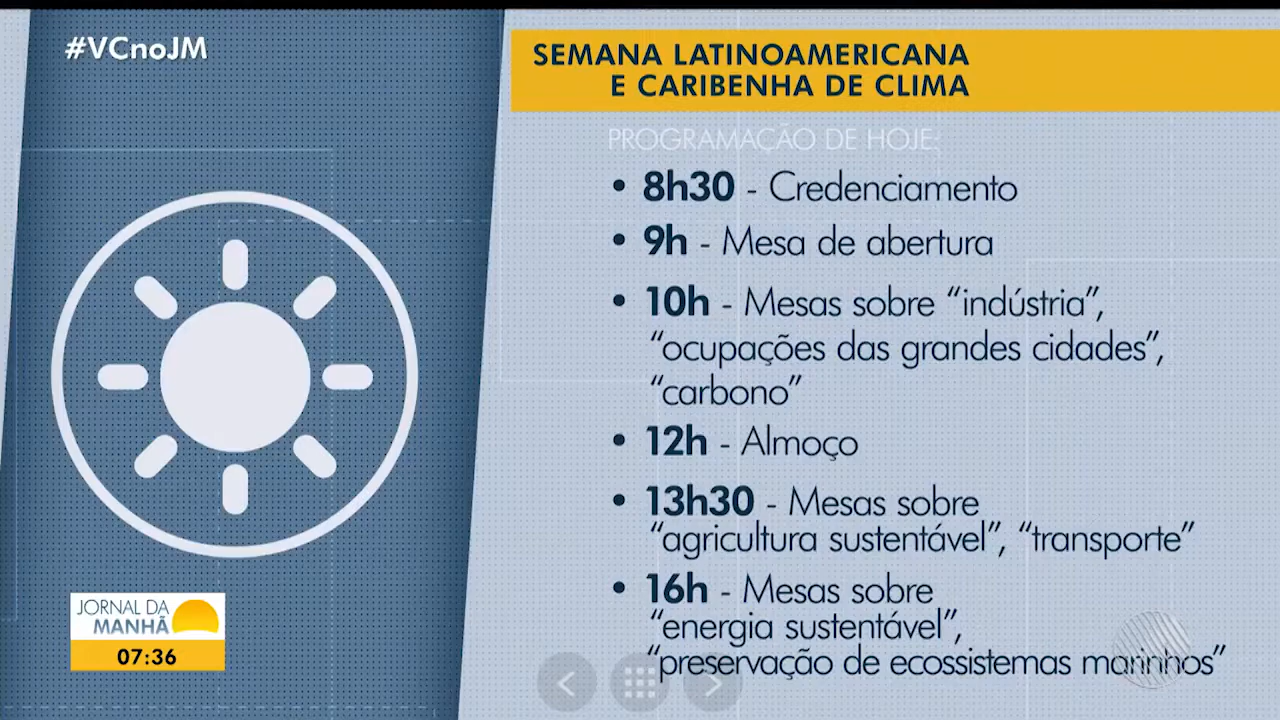 #VCnoJM
SEMANA LATINOAMERICANA
E CARIBENHA DE CLIMA
PROGRAMAÇÃO DE HOJE:
• 8h30 - Credenciamento
• 9h - Mesa de abertura
• 10h - Mesas sobre “indústria”,
“ocupações das grandes cidades”,
“carbono”
• 12h - Almoço
• 13h30 - Mesas sobre
“agricultura sustentável”, “transporte”
• 16h - Mesas sobre
“energia sustentável”,
“preservação de ecossistemas marinhos”
JORNAL DA
MANHÃ
07:36